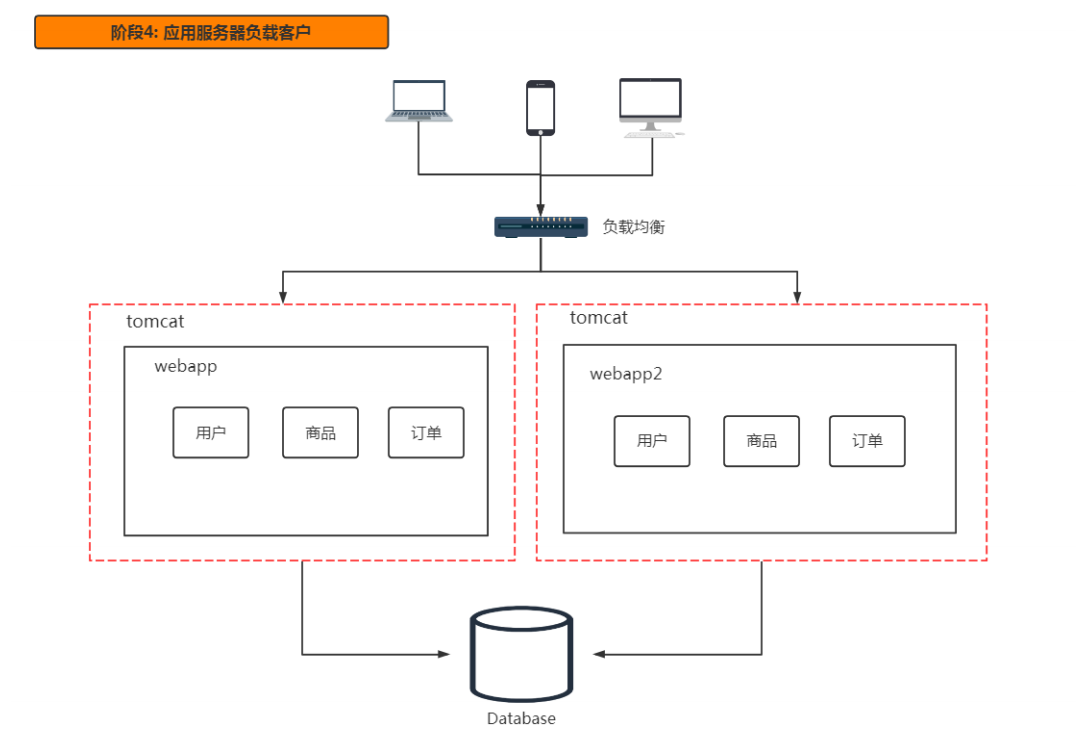 阶段4: 应用服务器负载客户
负载均衡
tomcat
webapp
用户
商品
订单
tomcat
webapp2
用户
商品
订单
Database